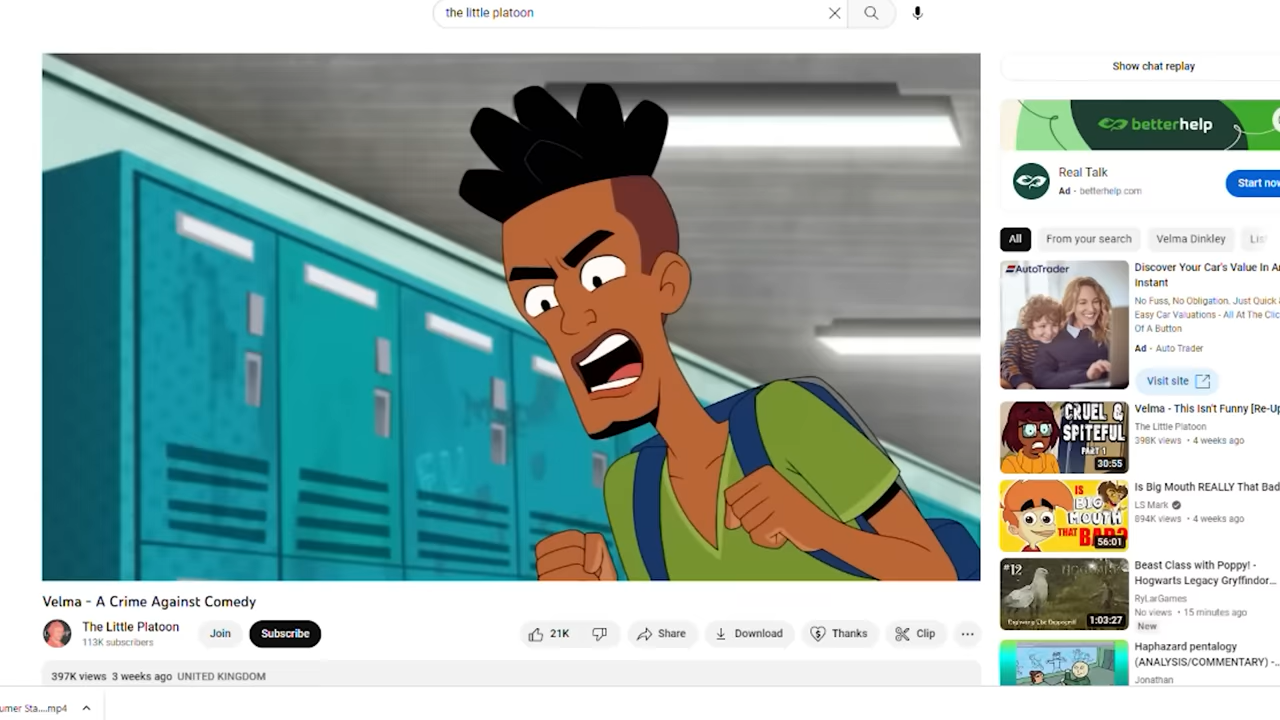 the little platoon
Show chat replay
betterhelp
Real Talk
Ad · betterhelp.com
Start now
All
From your search
Velma Dinkley
AutoTrader
Discover Your Car's Value In An
Instant
No Fuss, No Obligation. Just Quick &
Easy Car Valuations - All At The Click
Of A Button
Ad · Auto Trader
Visit site
CRUEL &
SPITEFUL
PART 1
30:55
Velma - This Isn't Funny [Re-Up
The Little Platoon
398K views · 4 weeks ago
IS
BIG
MOUTH
THAT BAD?
56:01
Is Big Mouth REALLY That Bad
LS Mark
894K views · 4 weeks ago
#12
1:03:27
Beast Class with Poppy! -
Hogwarts Legacy Gryffindor...
RyLarGames
No views · 15 minutes ago
New
Haphazard pentalogy
(ANALYSIS/COMMENTARY) -...
Jonathan
Velma - A Crime Against Comedy
The Little Platoon
113K subscribers
Join
Subscribe
21K
Share
Download
Thanks
Clip
397K views 3 weeks ago UNITED KINGDOM
umer Sta....mp4